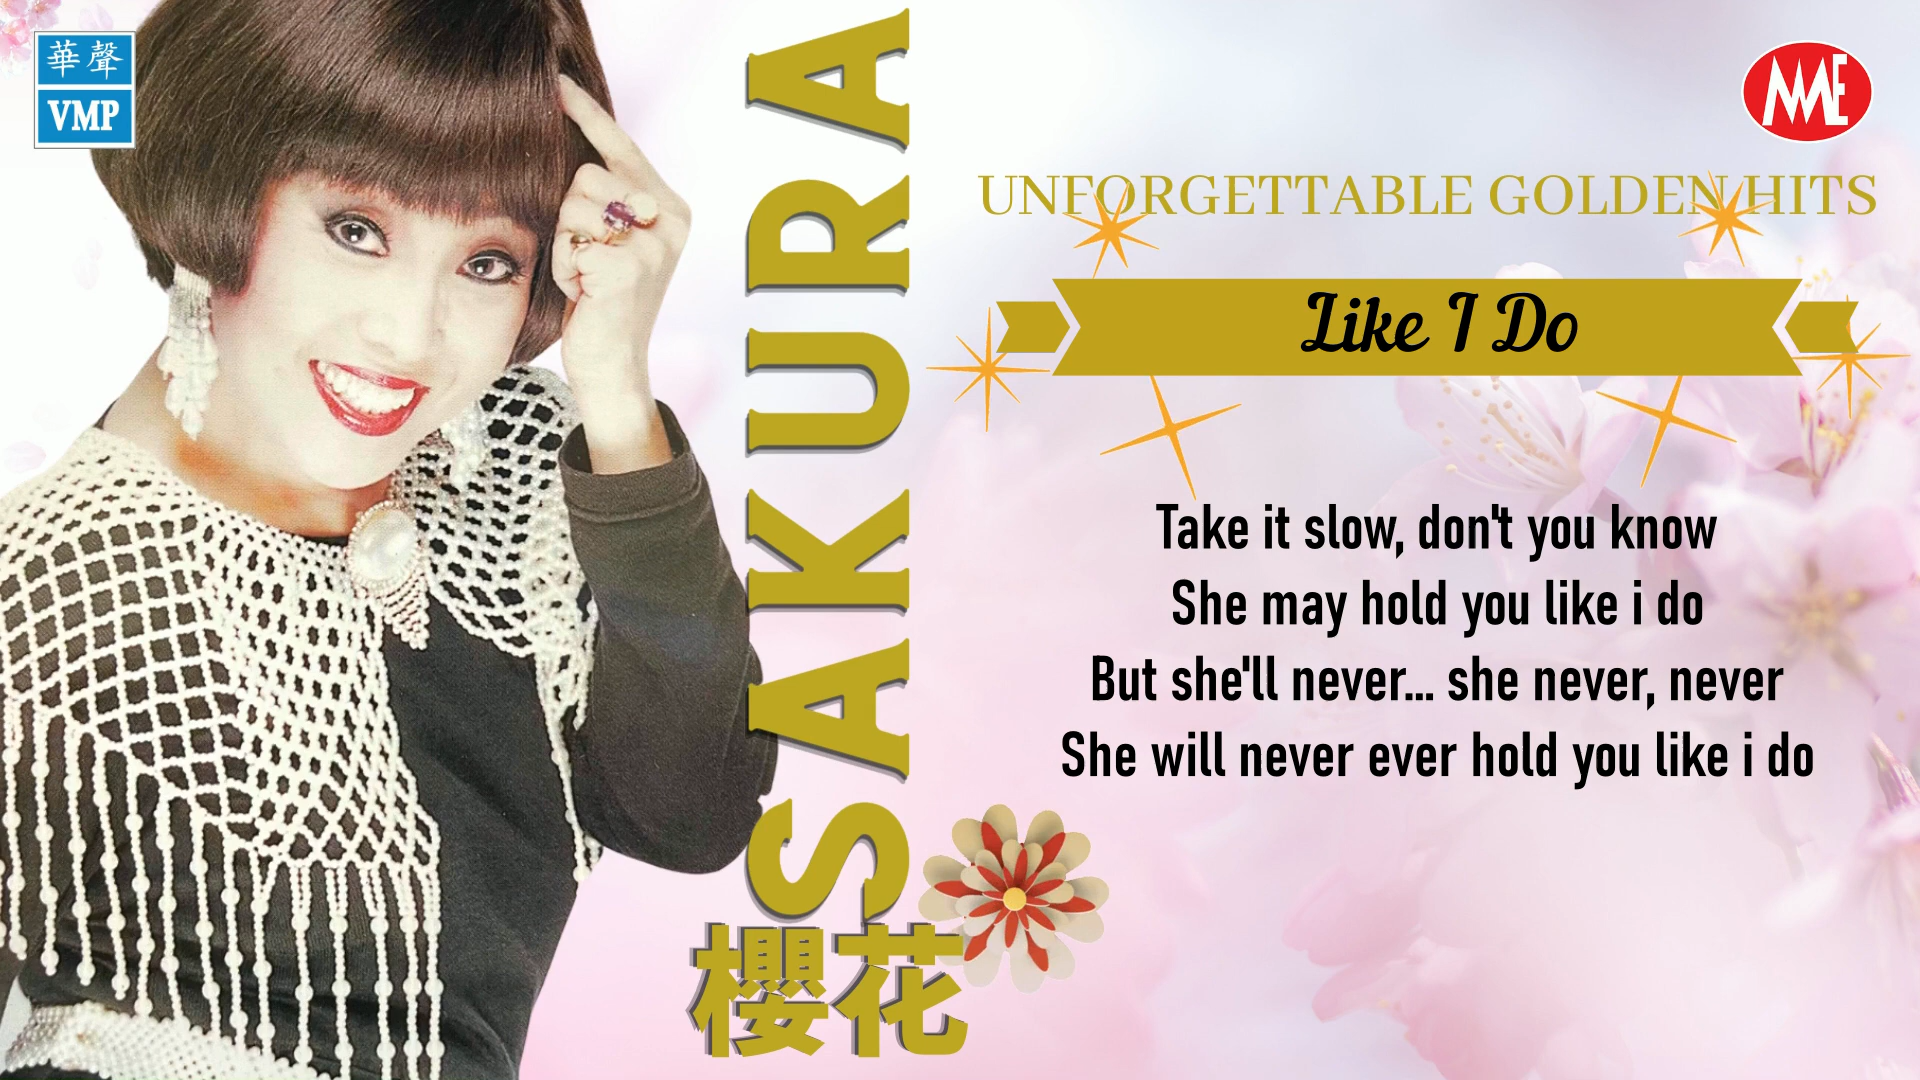 華聲
VMP
SAKURA
櫻花
MME
UNFORGETTABLE GOLDEN HITS
Like I Do
Take it slow, don't you know
She may hold you like i do
But she'll never... she never, never
She will never ever hold you like i do